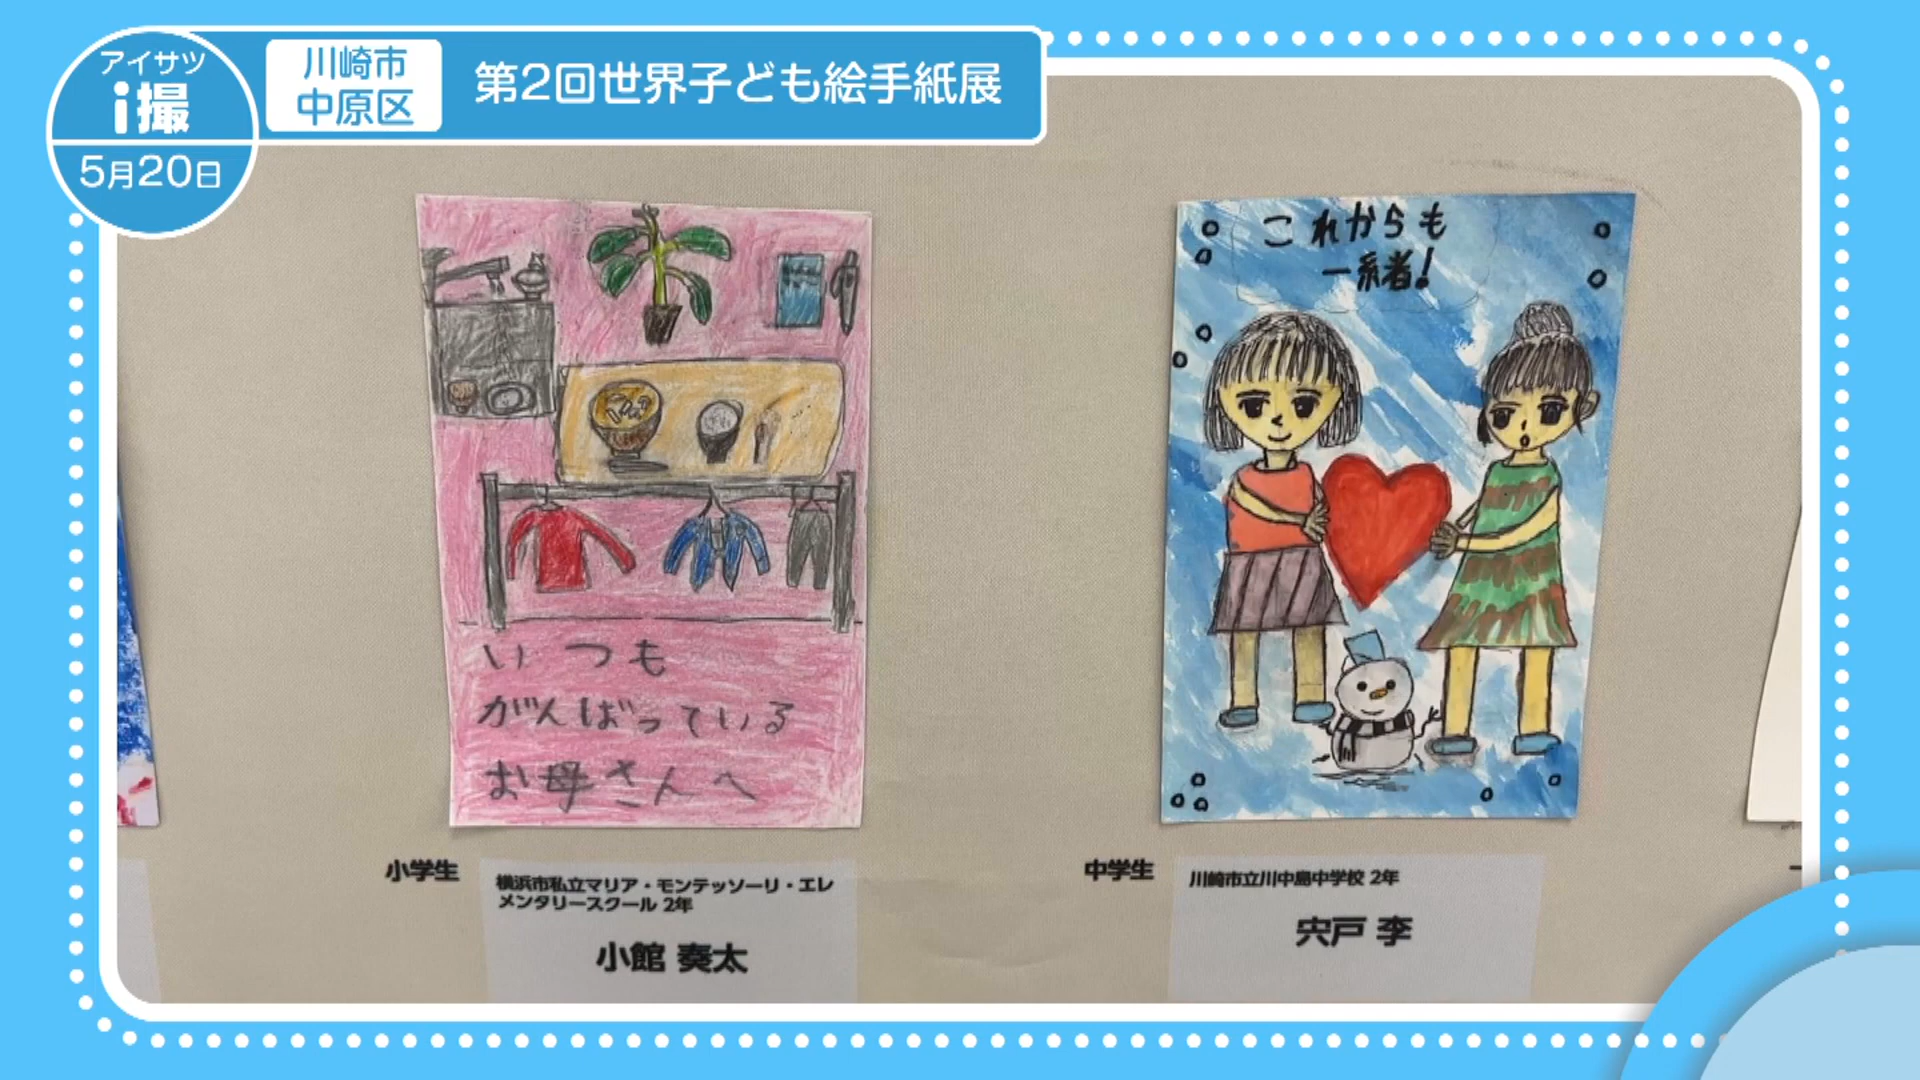 アイサツ
i撮
5月20日
川崎市
中原区
第2回世界子ども絵手紙展
いつも
がんばっている
お母さんへ
これからも
一緒!
小学生
横浜市私立マリア・モンテッソーリ・エレ
メンタリースクール 2年
小館 奏太
中学生
川崎市立川中島中学校 2年
宍戸 李